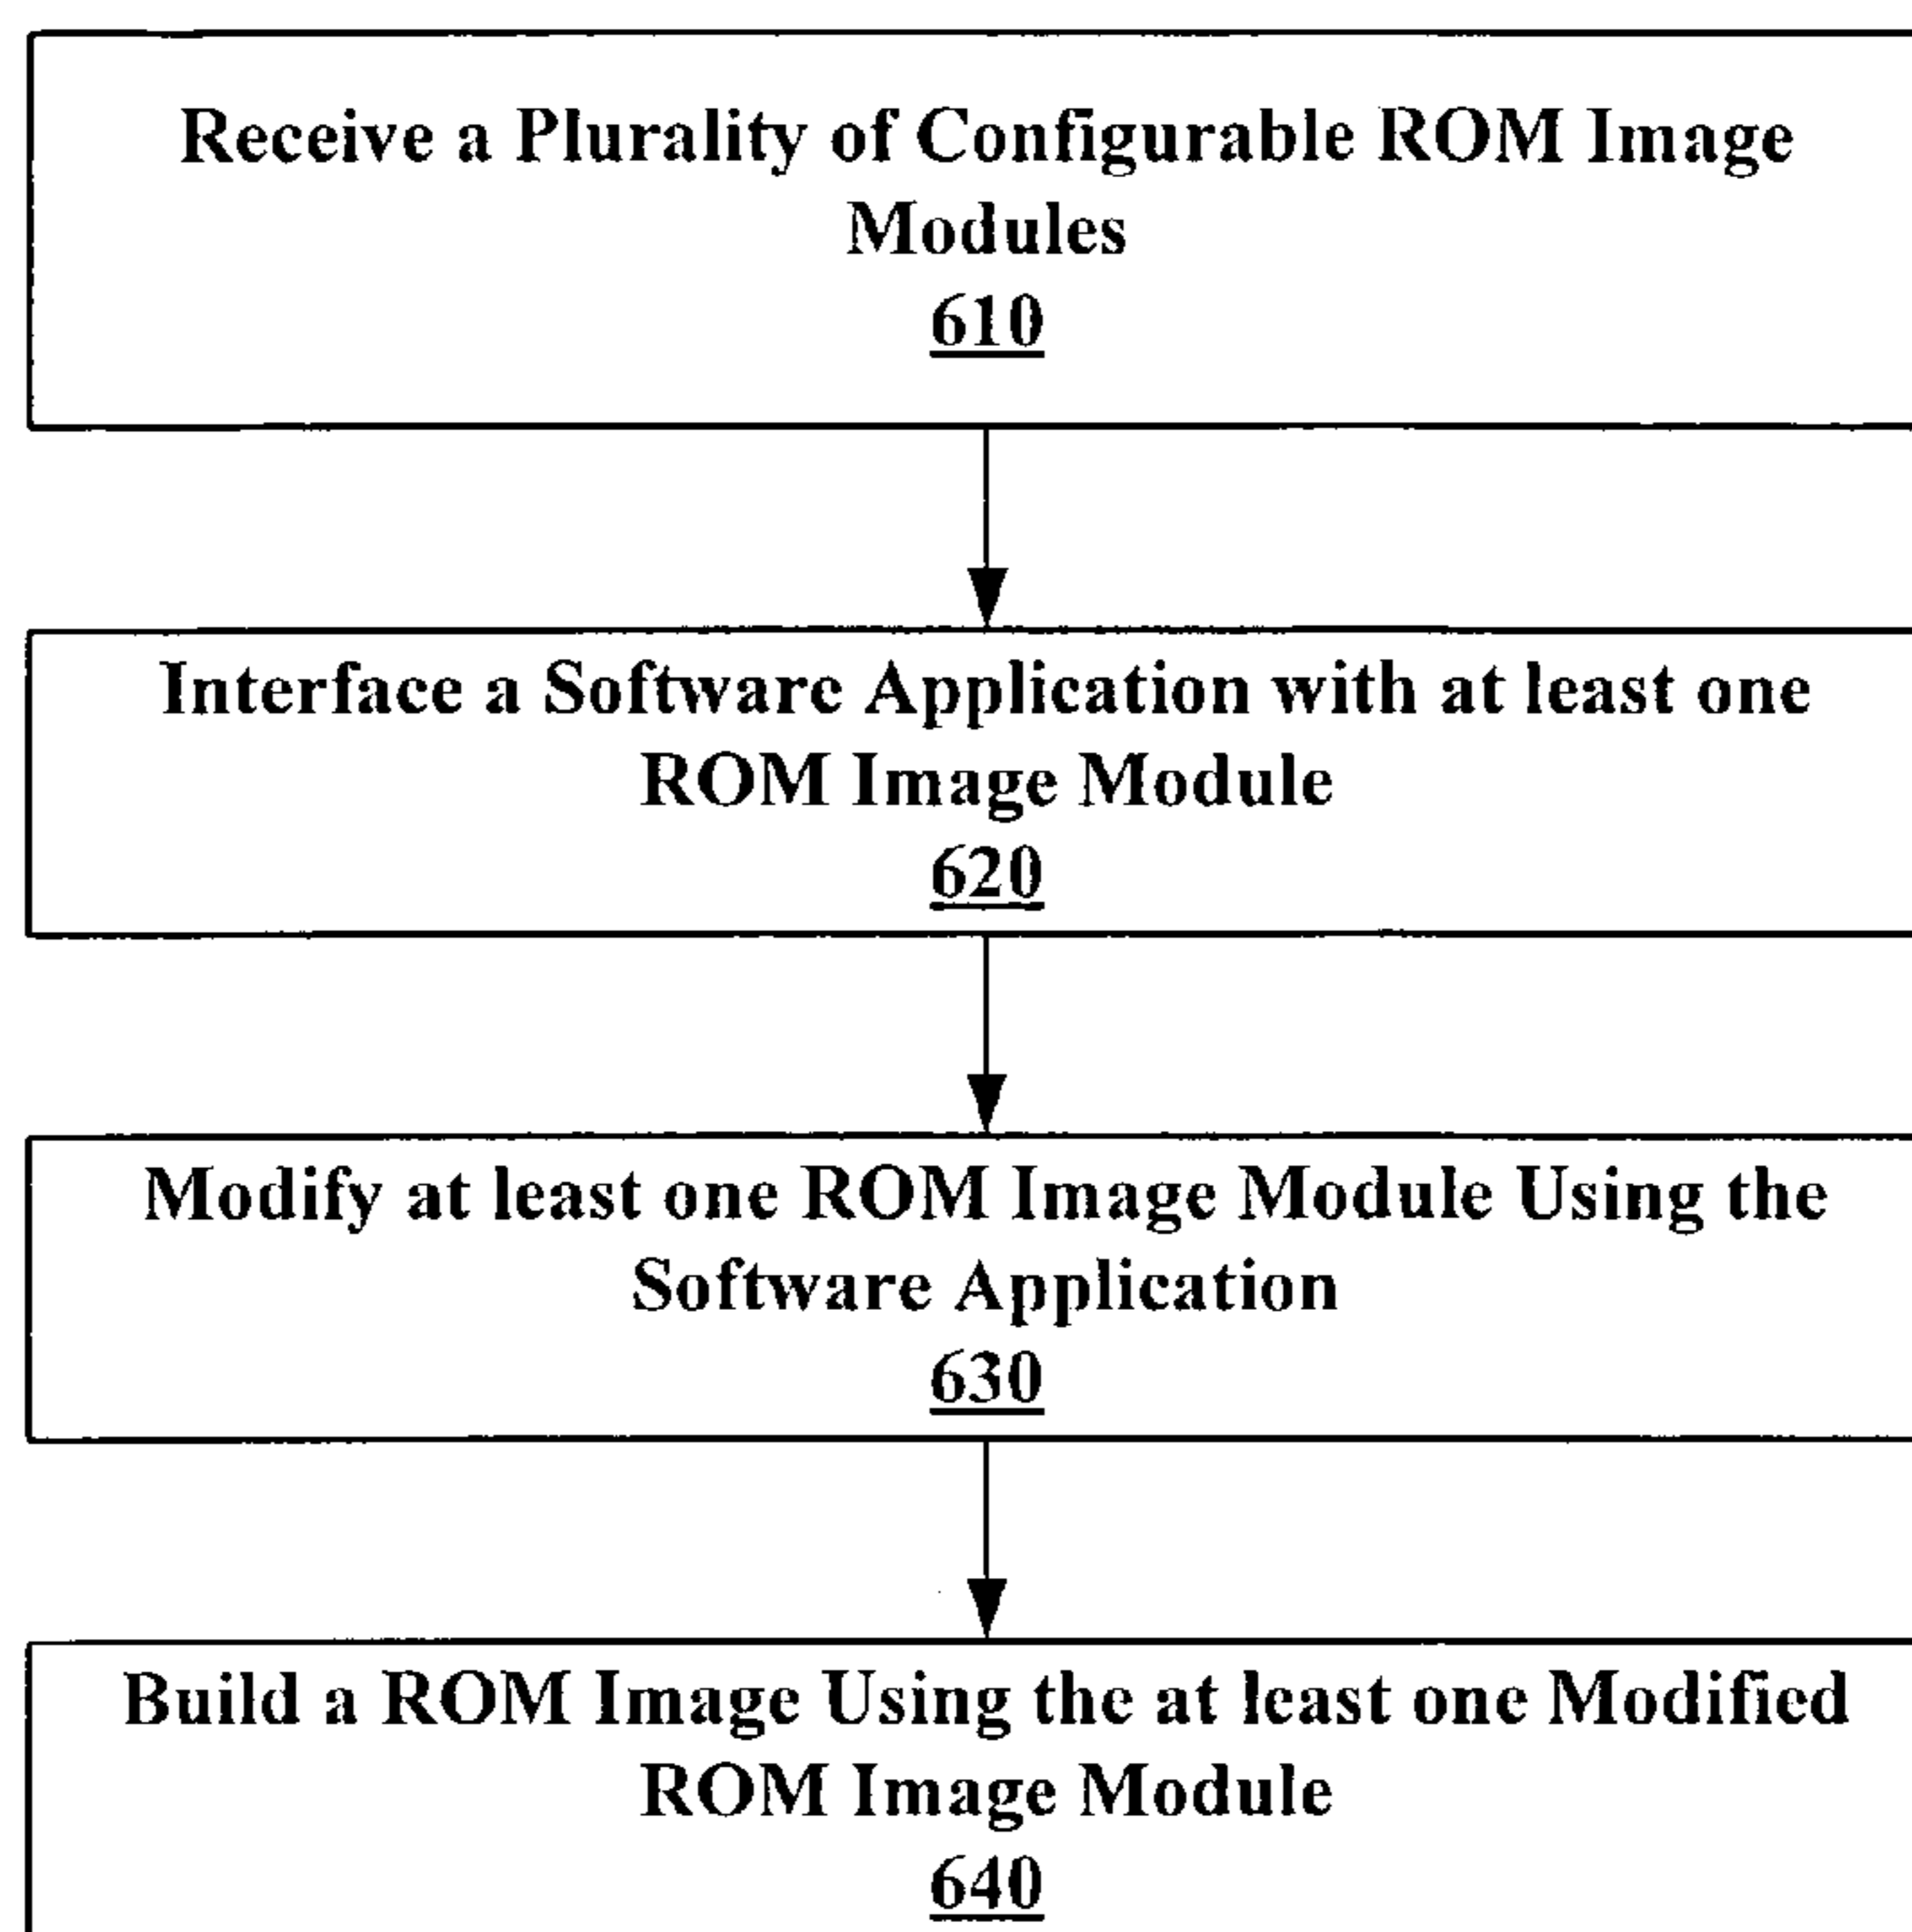 Receive a Plurality of Configurable ROM Image
Modules
610
Interface a Software Application with at least one
ROM Image Module
620
Modify at least one ROM Image Module Using the
Software Application
630
Build a ROM Image Using the at least one Modified
ROM Image Module
640